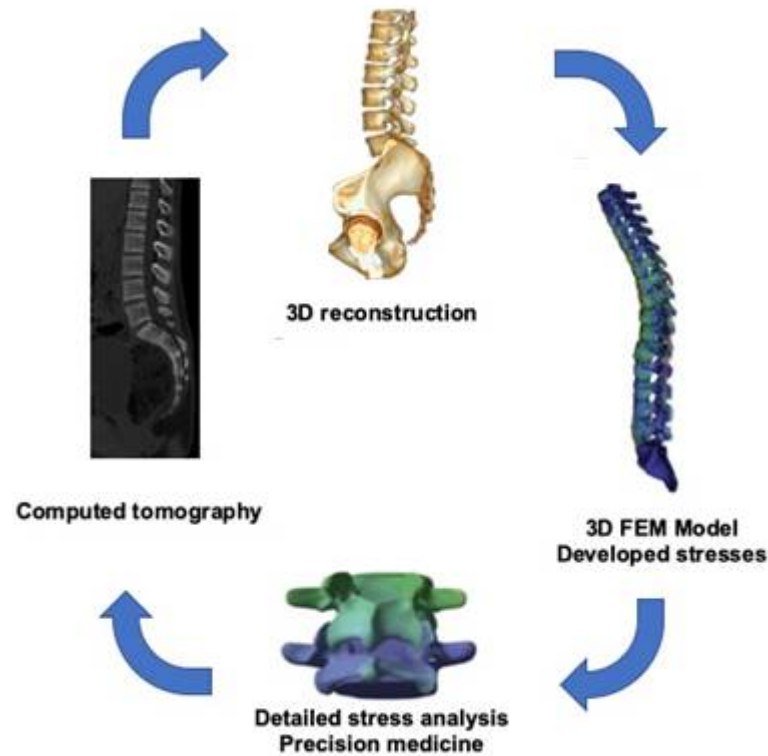 3D reconstruction
Computed tomography
3D FEM Model
Developed stresses
Detailed stress analysis
Precision medicine